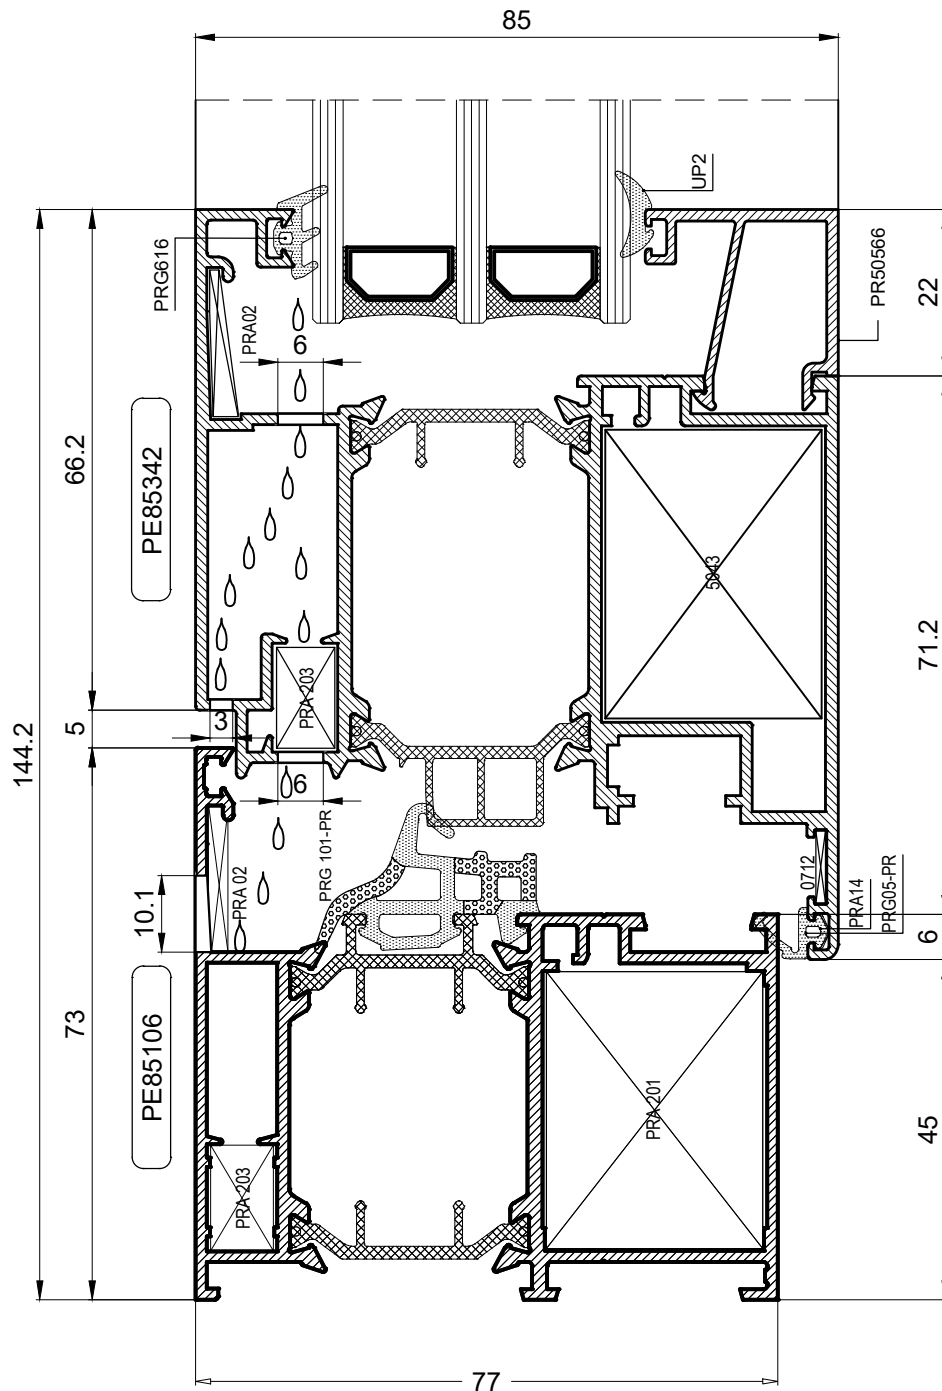 85
UP2
PRG616
PR50566
22
PRA02
6
66.2
PE85342
5043
71.2
144.2
PRA 203
3
5
6
PRG 101-PR
PRA 02
0712
PRA14
PRG05-PR
10.1
6
73
PE85106
PRA 201
45
PRA 203
77